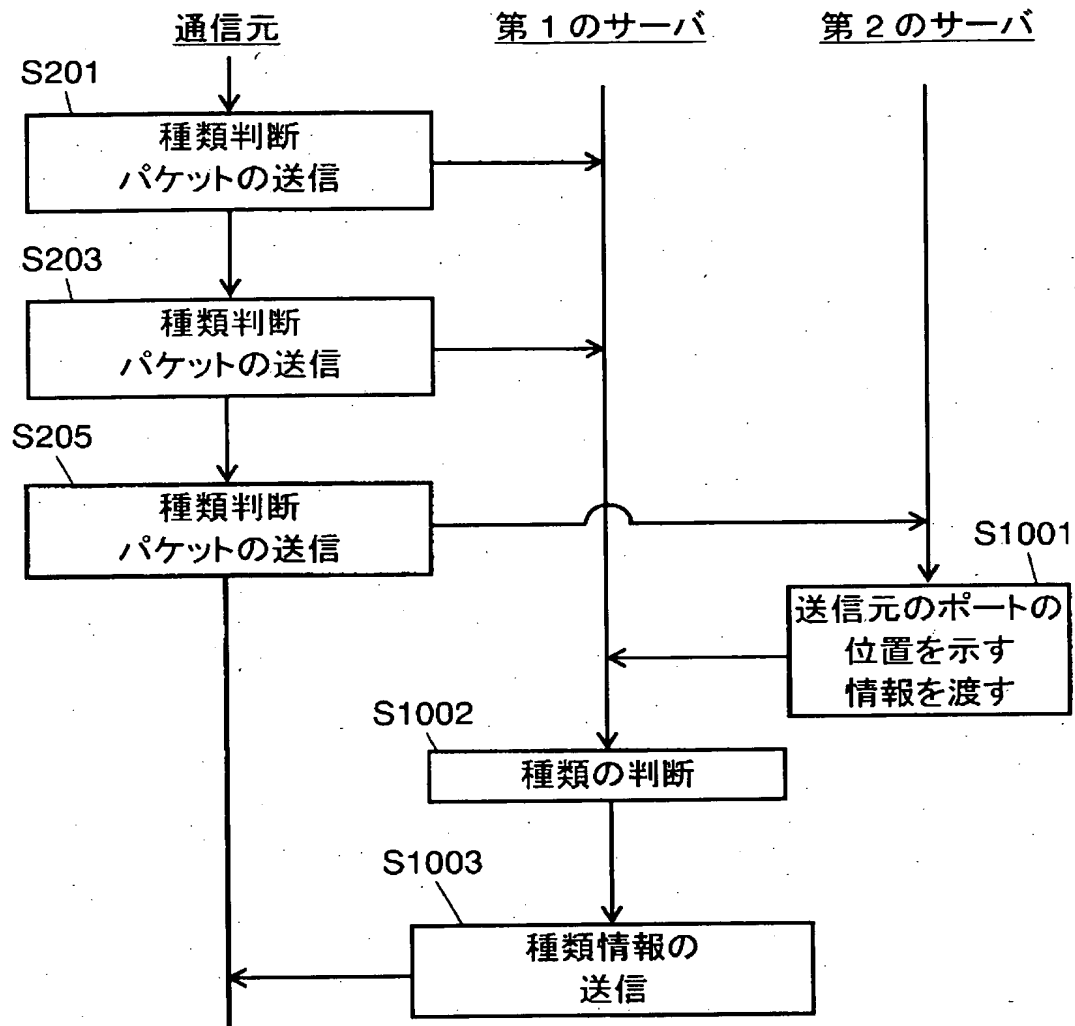 通信元
第1のサーバ
第2のサーバ
S201
種類判断
パケットの送信
S203
種類判断
パケットの送信
S205
種類判断
パケットの送信
S1001
送信元のポートの
位置を示す
情報を渡す
S1002
種類の判断
S1003
種類情報の
送信